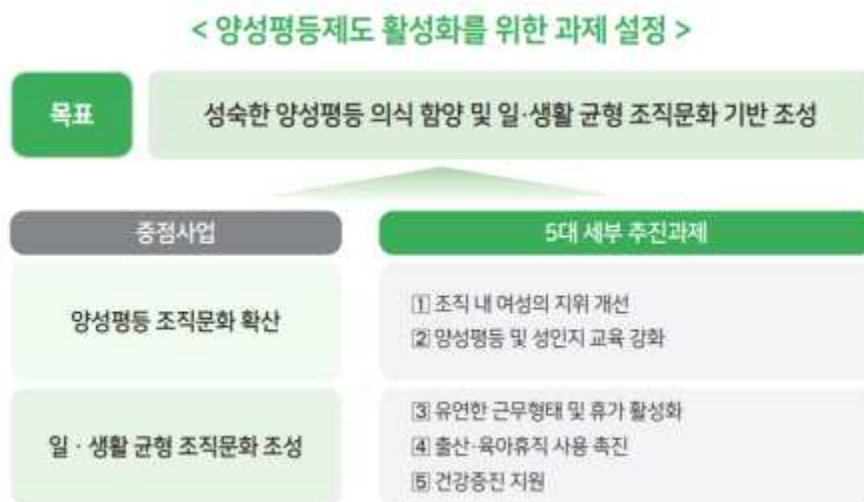 < 양성평등제도 활성화를 위한 과제 설정 >
목표
성숙한 양성평등 의식 함양 및 일·생활 균형 조직문화 기반 조성
중점사업
5대 세부 추진과제
양성평등 조직문화 확산
1 조직 내 여성의 지위 개선
2 양성평등 및 성인지 교육 강화
일 · 생활 균형 조직문화 조성
3 유연한 근무형태 및 휴가 활성화
4 출산·육아휴직 사용 촉진
5 건강증진 지원